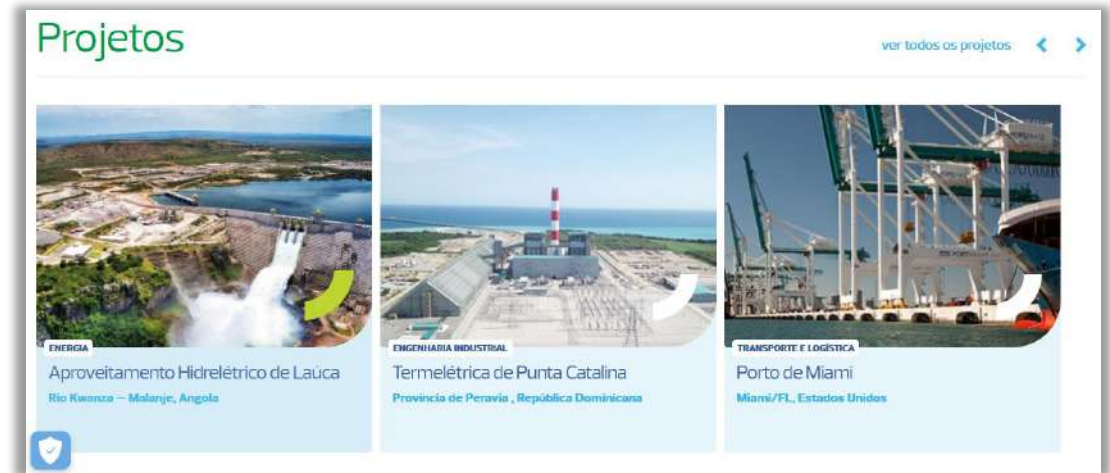 Projetos
ver todos os projetos
ENERGIA
Aproveitamento Hidrelétrico de Laúca
Rio Kwanza – Malanje, Angola
ENGENHARIA INDUSTRIAL
Termelétrica de Punta Catalina
Província de Peravia , República Dominicana
TRANSPORTE E LOGÍSTICA
Porto de Miami
Miami/FL, Estados Unidos